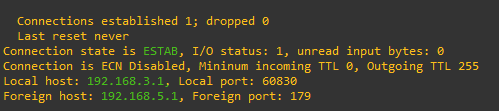 Connections established 1; dropped 0
Last reset never
Connection state is ESTAB, I/O status: 1, unread input bytes: 0
Connection is ECN Disabled, Mininum incoming TTL 0, Outgoing TTL 255
Local host: 192.168.3.1, Local port: 60830
Foreign host: 192.168.5.1, Foreign port: 179